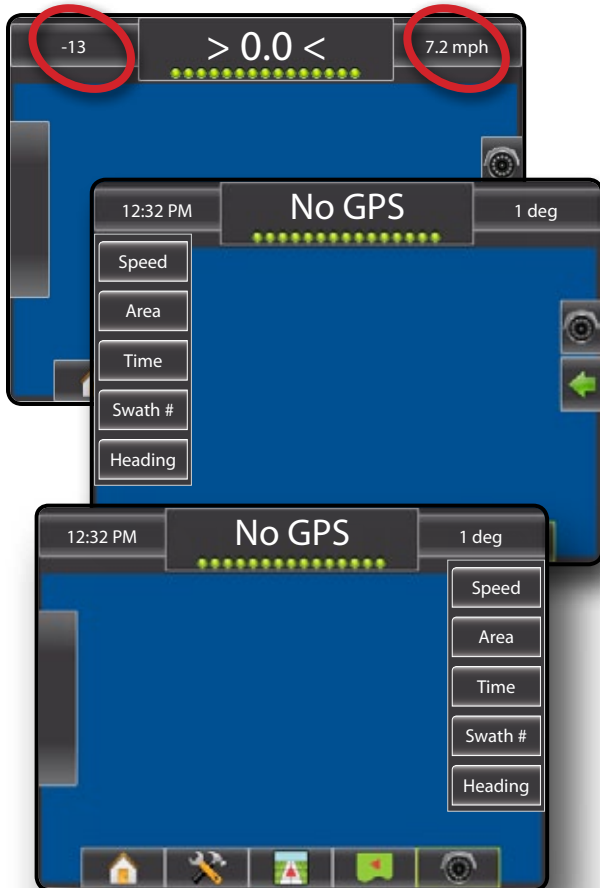 -13 > 0.0 < 7.2 mph
12:32 PM No GPS 1 deg
Speed
Area
Time
Swath #
Heading
12:32 PM No GPS 1 deg
Speed
Area
Time
Swath #
Heading